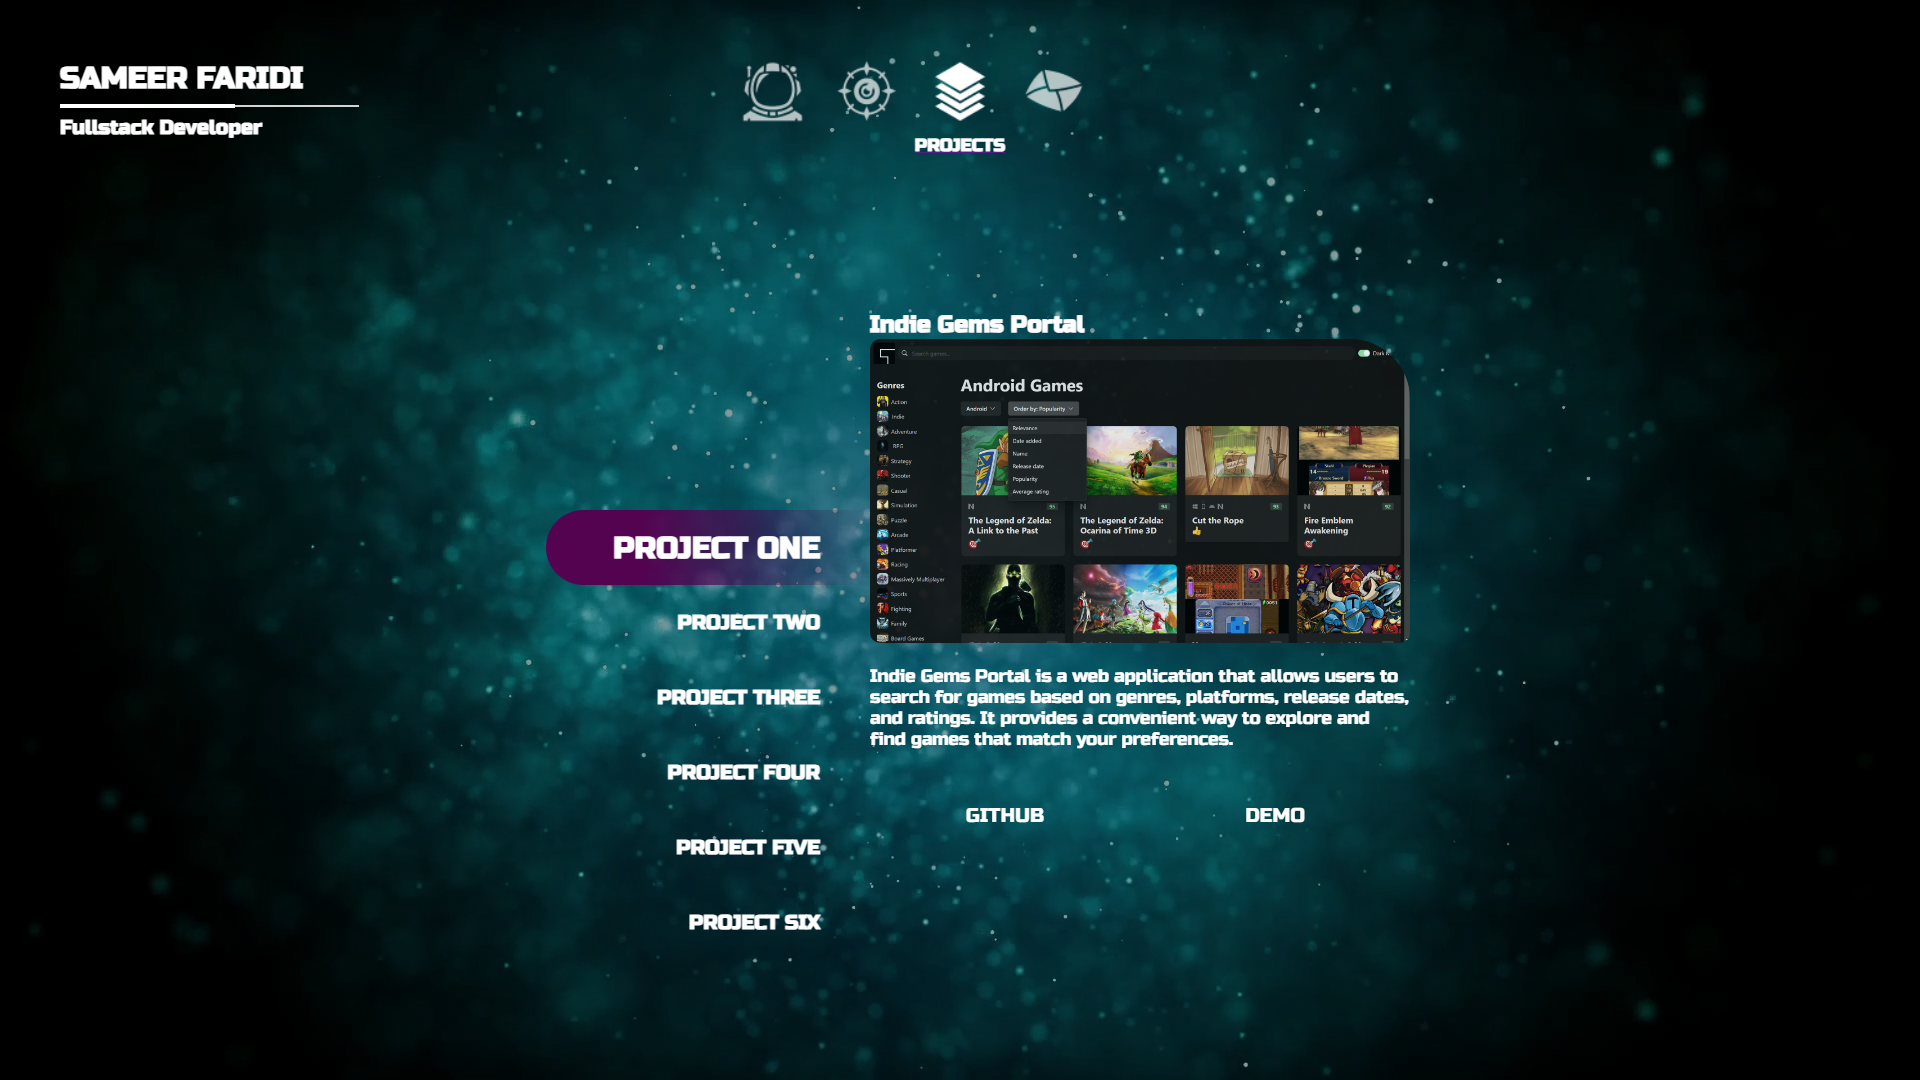 SAMEER FARIDI
Fullstack Developer
PROJECTS
PROJECT ONE
PROJECT TWO
PROJECT THREE
PROJECT FOUR
PROJECT FIVE
PROJECT SIX
Indie Gems Portal
Search games...
Genres
Action
Indie
Adventure
RPG
Strategy
Shooter
Casual
Simulation
Puzzle
Arcade
Platformer
Racing
Massively Multiplayer
Sports
Fighting
Family
Board Games
Android Games
Android
Order by: Popularity
Relevance
Date added
Name
Release date
Popularity
Average rating
93
The Legend of Zelda:
A Link to the Past
94
The Legend of Zelda:
Ocarina of Time 3D
93
Cut the Rope
92
Fire Emblem
Awakening
Indie Gems Portal is a web application that allows users to
search for games based on genres, platforms, release dates,
and ratings. It provides a convenient way to explore and
find games that match your preferences.
GITHUB
DEMO